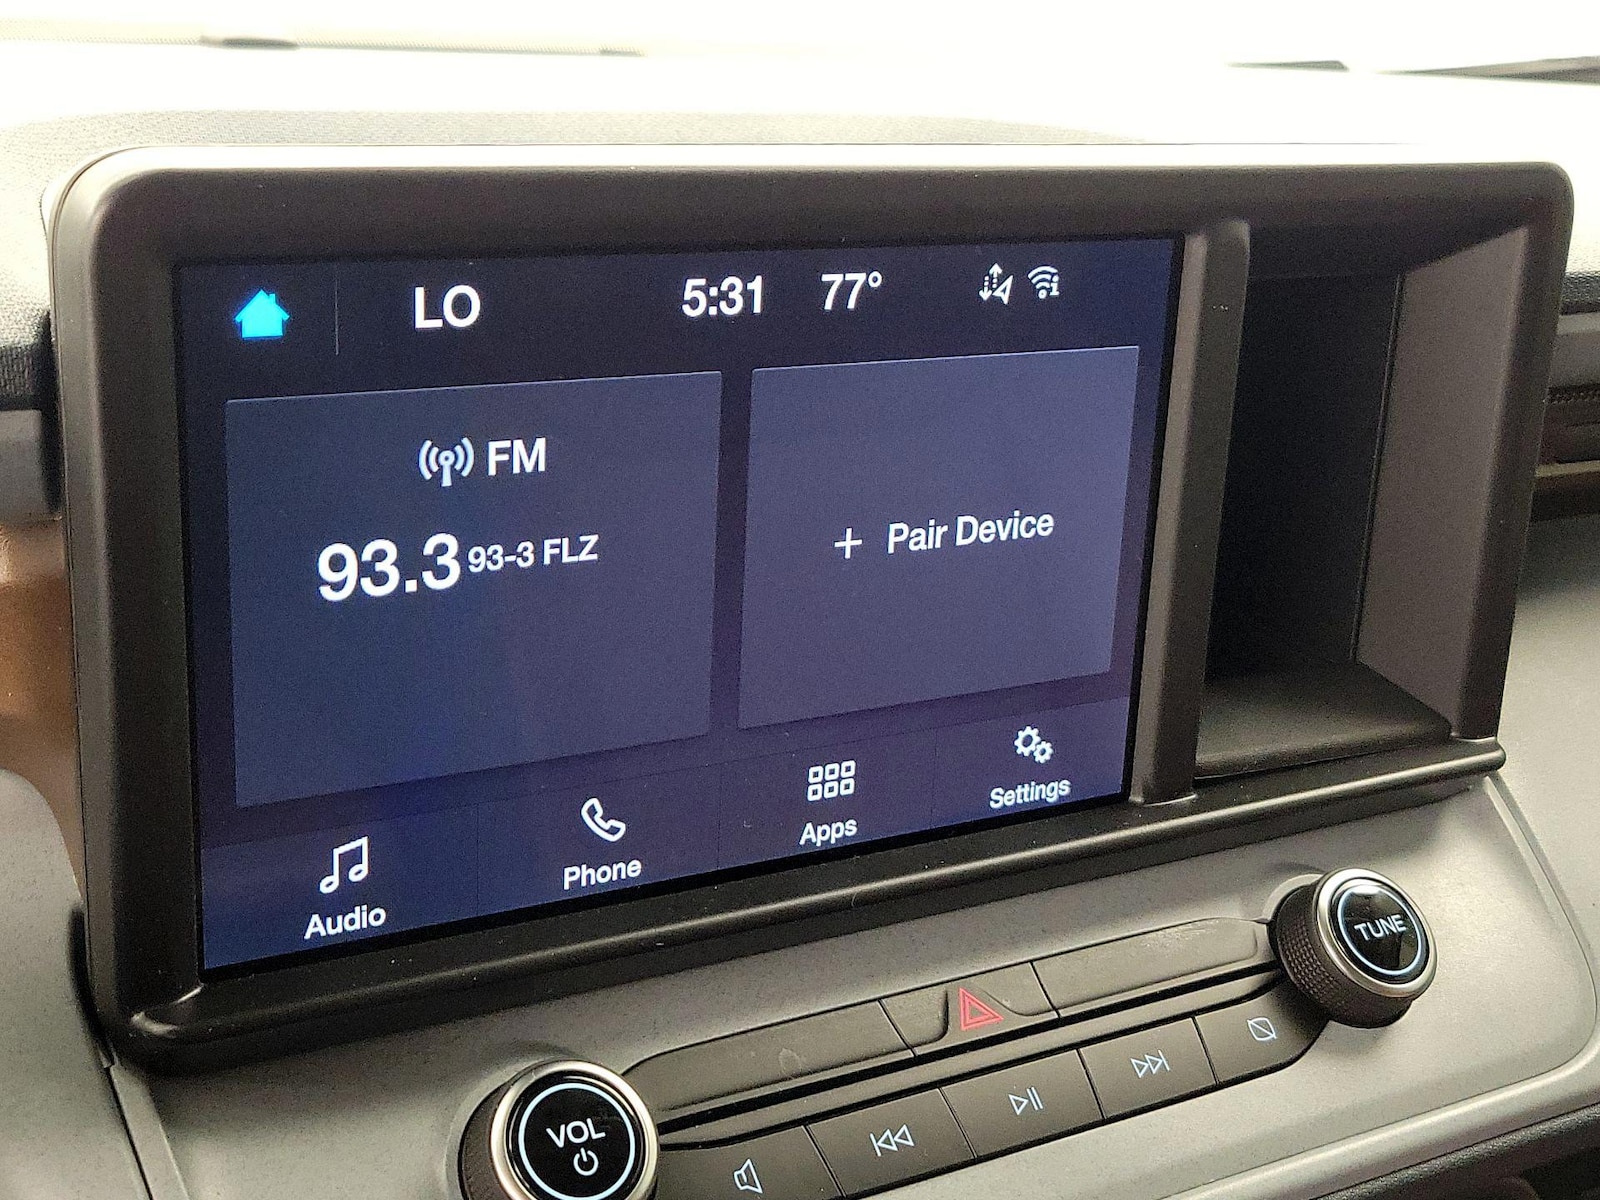 LO 5:31 77°
FM
93.3 93-3 FLZ
+ Pair Device
Audio
Phone
Apps
Settings
TUNE
VOL